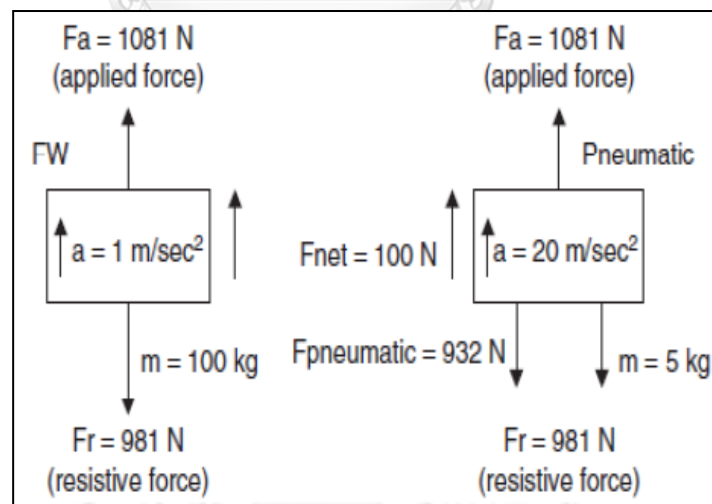 Fa = 1081 N
(applied force)
FW
a = 1 m/sec²
m = 100 kg
Fr = 981 N
(resistive force)
Fa = 1081 N
(applied force)
Pneumatic
Fnet = 100 N
a = 20 m/sec²
Fpneumatic = 932 N
m = 5 kg
Fr = 981 N
(resistive force)